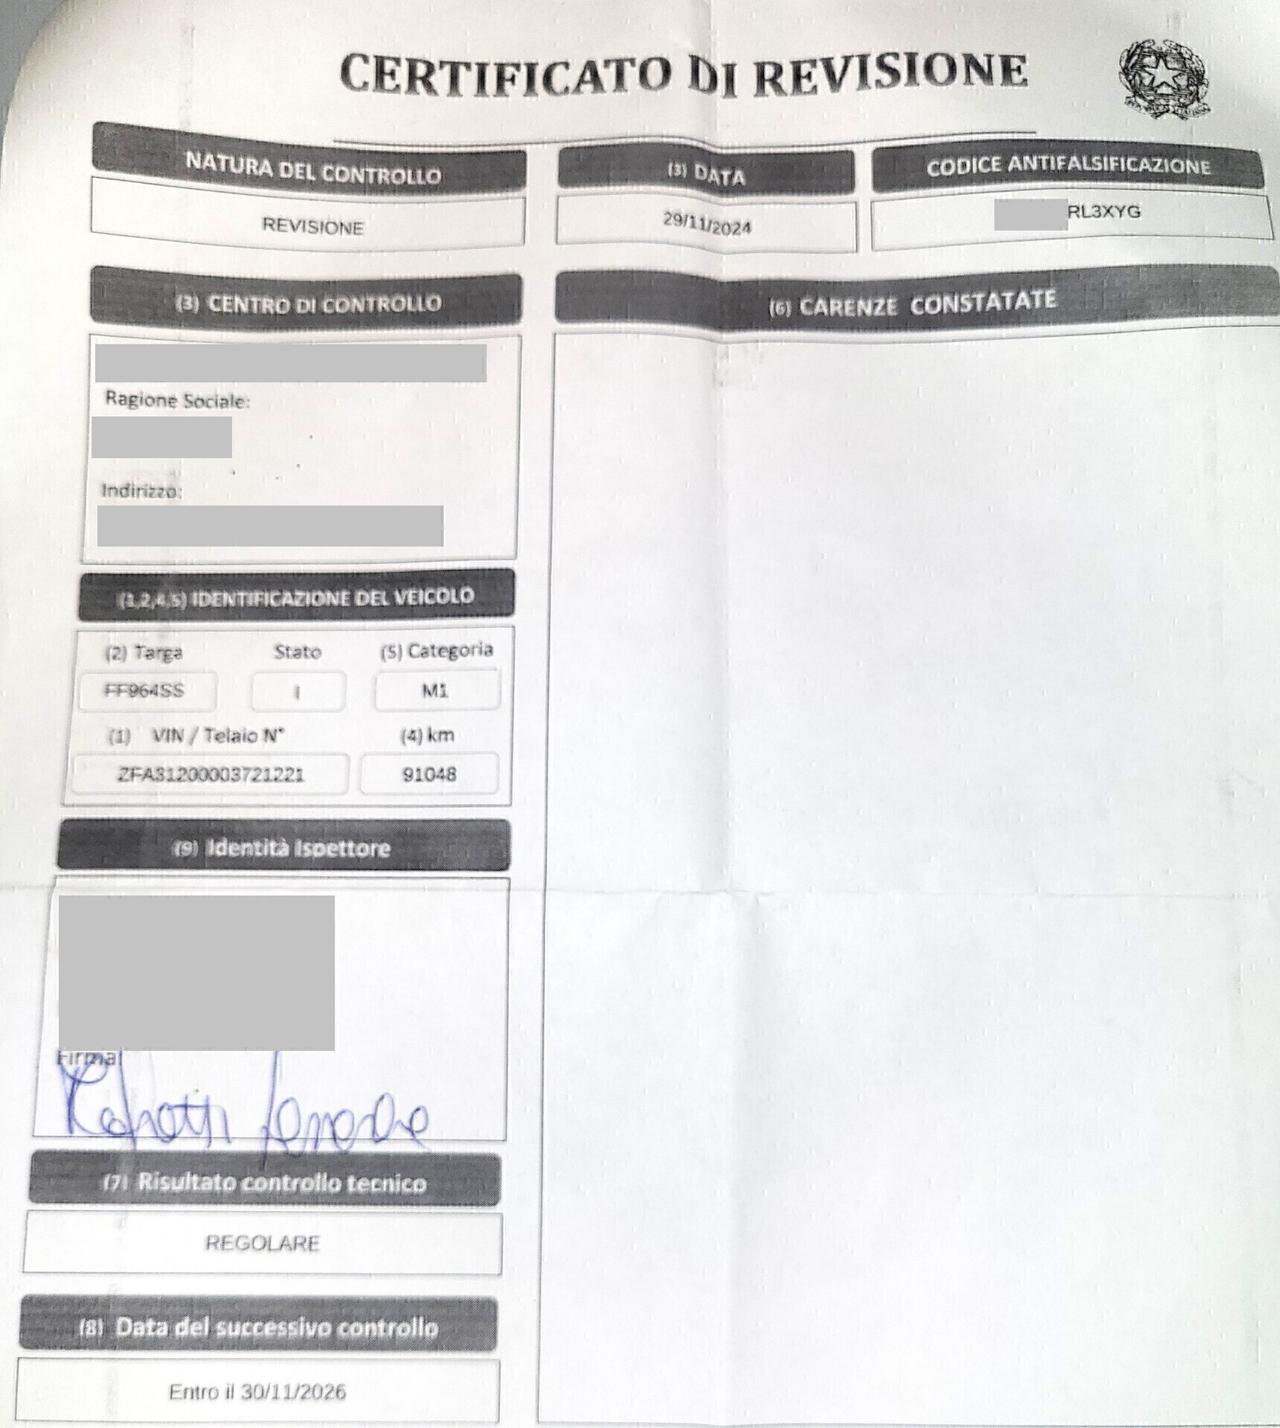 CERTIFICATO DI REVISIONE
NATURA DEL CONTROLLO
REVISIONE
(3) DATA
29/11/2024
CODICE ANTIFALSIFICAZIONE
RL3XYG
(3) CENTRO DI CONTROLLO
Ragione Sociale:
Indirizzo:
(6) CARENZE CONSTATATE
(1,2,4,5) IDENTIFICAZIONE DEL VEICOLO
(2) Targa Stato (5) Categoria
FF964SS I M1
(1) VIN / Telaio N° (4) km
ZFA31200003721221 91048
(9) Identità Ispettore
Firma
(7) Risultato controllo tecnico
REGOLARE
(8) Data del successivo controllo
Entro il 30/11/2026